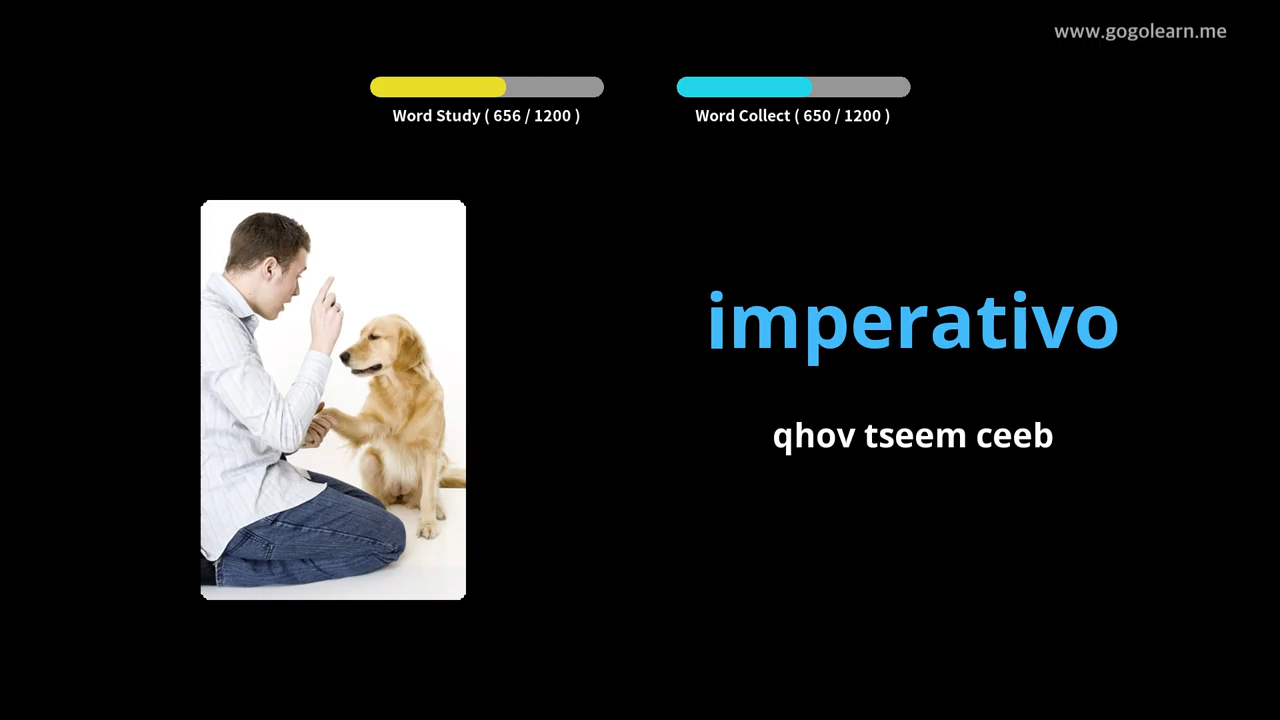 www.gogolearn.me
Word Study ( 656 / 1200 )
Word Collect ( 650 / 1200 )
imperativo
qhov tseem ceeb